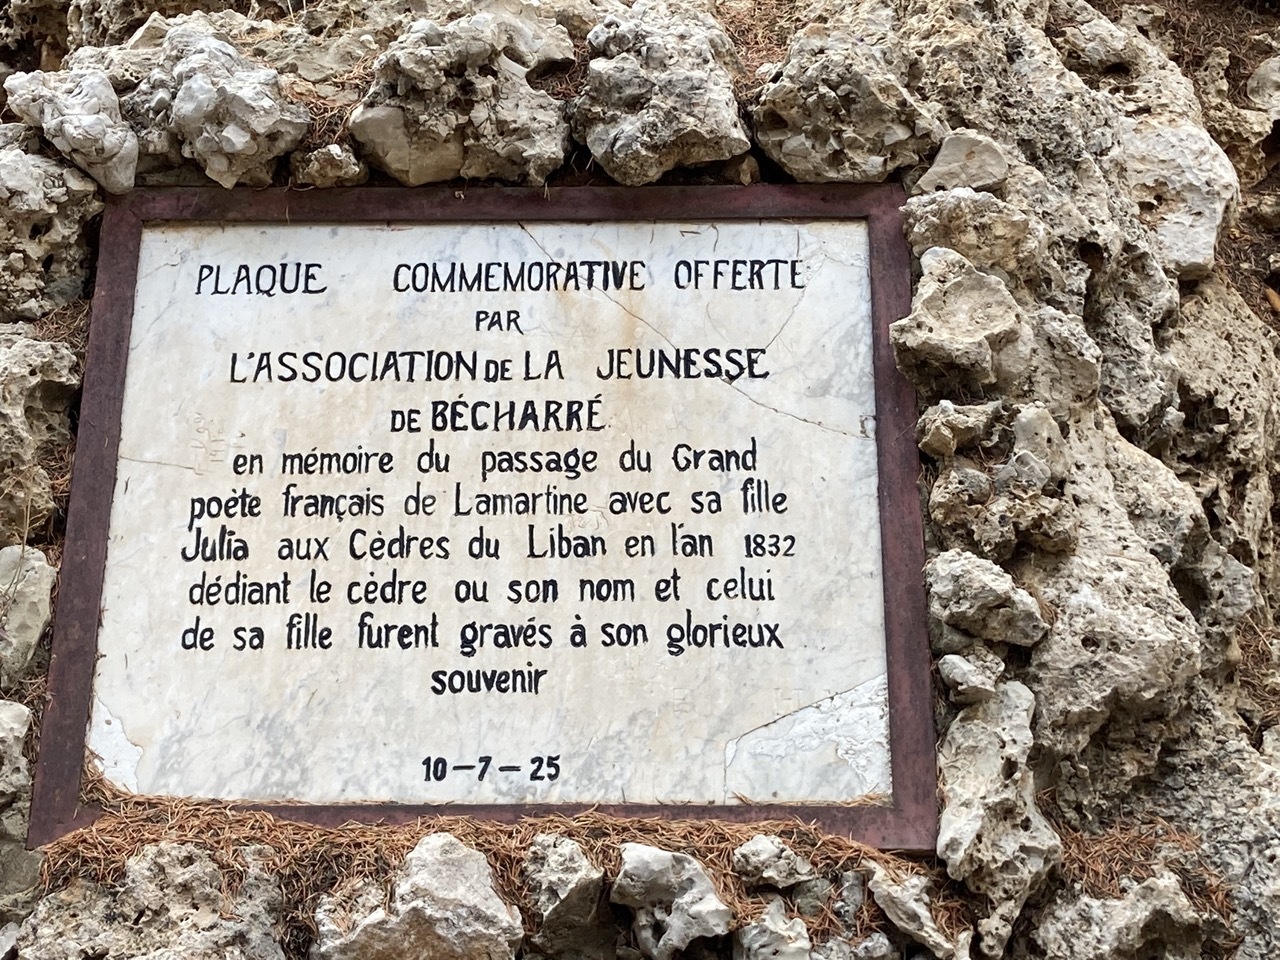 PLAQUE COMMEMORATIVE OFFERTE
PAR
L'ASSOCIATION DE LA JEUNESSE
DE BÉCHARRÉ
en mémoire du passage du Grand
poète français de Lamartine avec sa fille
Julia aux Cèdres du Liban en l'an 1832
dédiant le cèdre ou son nom et celui
de sa fille furent gravés à son glorieux
souvenir
10-7-25